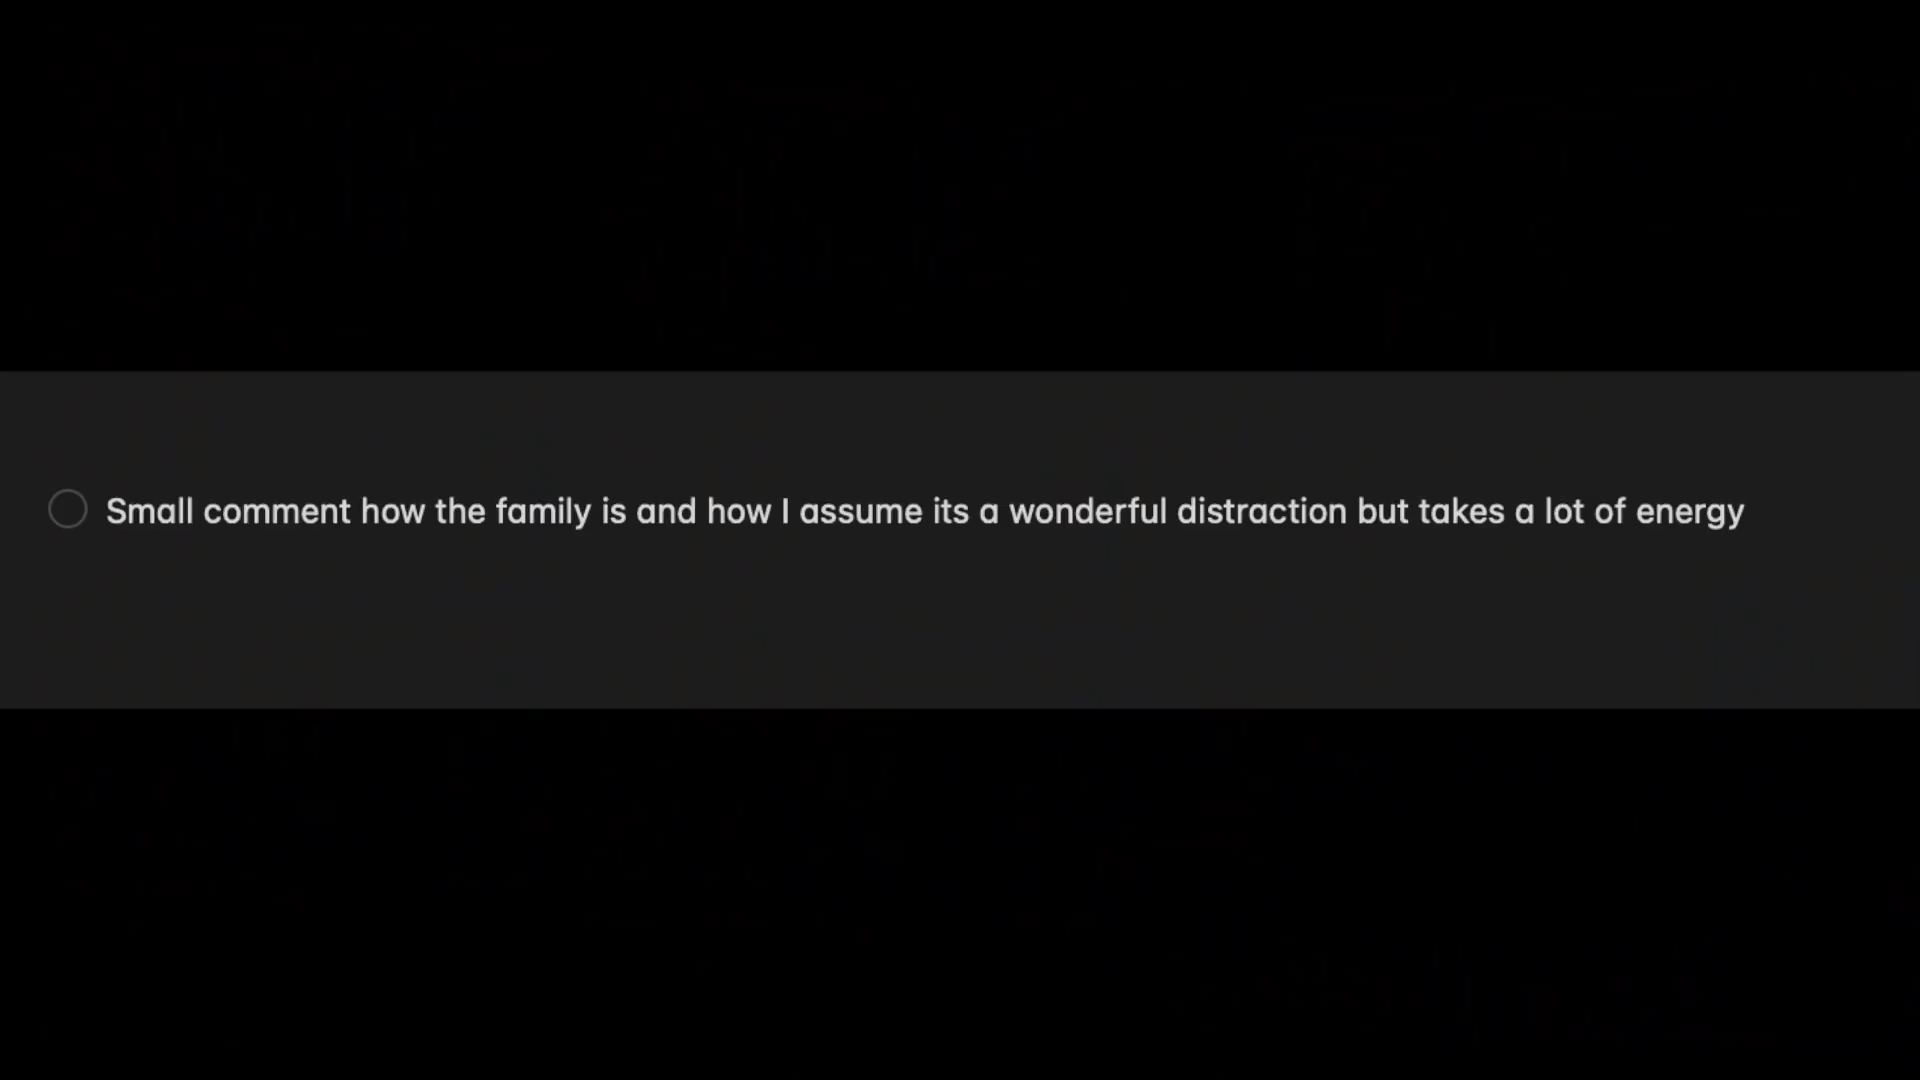 Small comment how the family is and how I assume its a wonderful distraction but takes a lot of energy